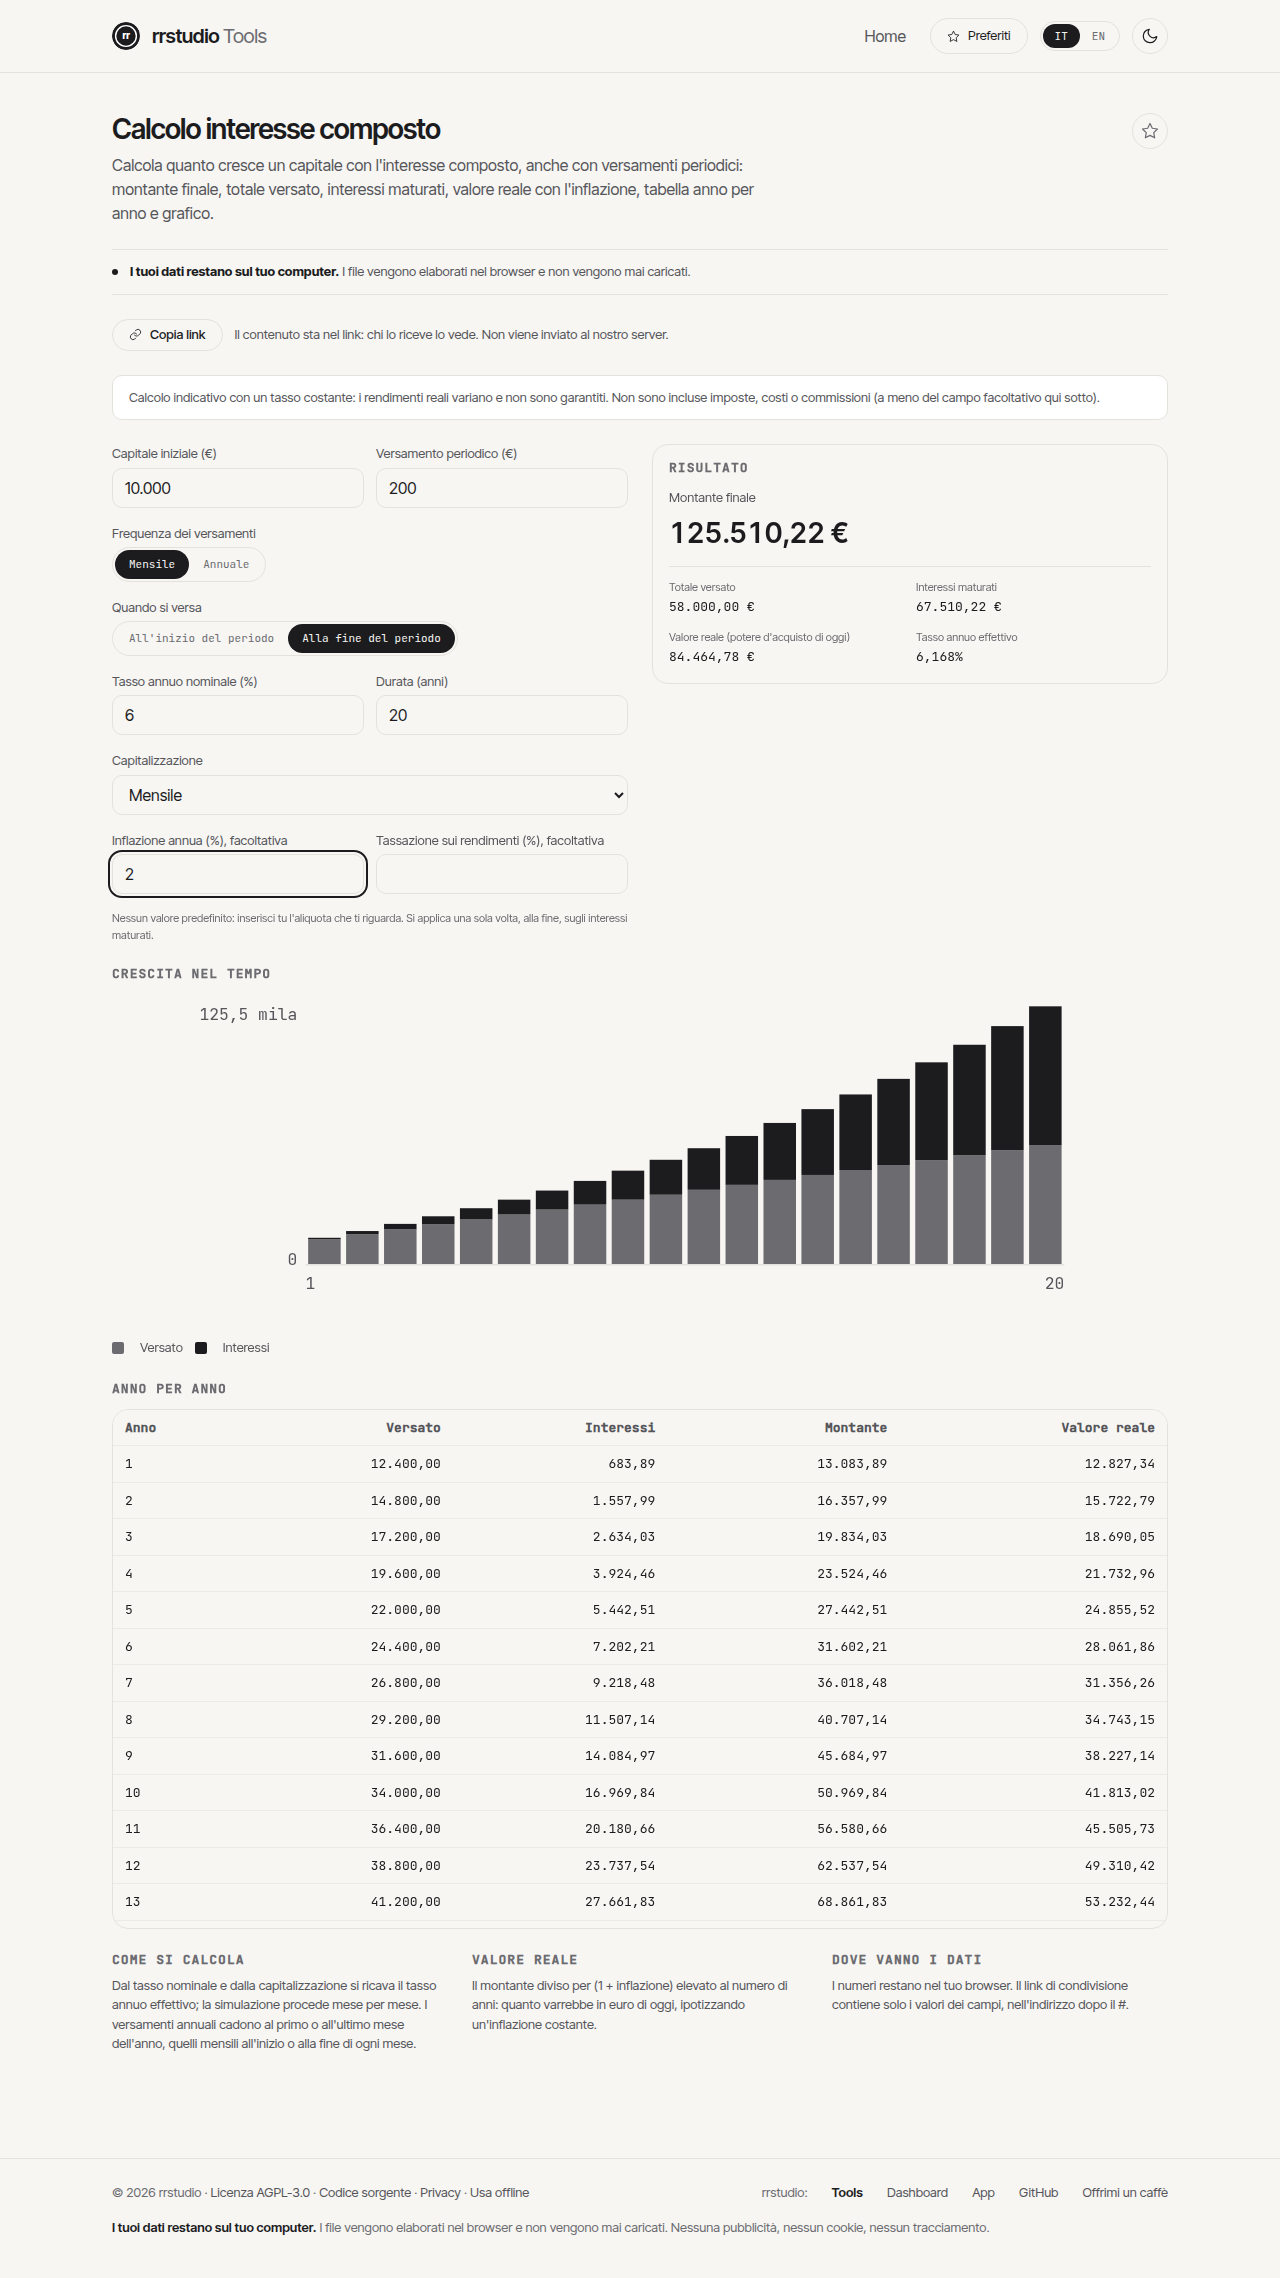 rr rrstudio Tools
Home
Preferiti
IT EN
Calcolo interesse composto
Calcola quanto cresce un capitale con l'interesse composto, anche con versamenti periodici:
montante finale, totale versato, interessi maturati, valore reale con l'inflazione, tabella anno per
anno e grafico.
I tuoi dati restano sul tuo computer. I file vengono elaborati nel browser e non vengono mai caricati.
Copia link
Il contenuto sta nel link: chi lo riceve lo vede. Non viene inviato al nostro server.
Calcolo indicativo con un tasso costante: i rendimenti reali variano e non sono garantiti. Non sono incluse imposte, costi o commissioni (a meno del campo facoltativo qui sotto).
Capitale iniziale (€) Versamento periodico (€)
10.000 200
Frequenza dei versamenti
Mensile Annuale
Quando si versa
All'inizio del periodo Alla fine del periodo
Tasso annuo nominale (%) Durata (anni)
6 20
Capitalizzazione
Mensile
Inflazione annua (%), facoltativa Tassazione sui rendimenti (%), facoltativa
2
Nessun valore predefinito: inserisci tu l'aliquota che ti riguarda. Si applica una sola volta, alla fine, sugli interessi
maturati.
RISULTATO
Montante finale
125.510,22 €
Totale versato Interessi maturati
58.000,00 € 67.510,22 €
Valore reale (potere d'acquisto di oggi) Tasso annuo effettivo
84.464,78 € 6,168%
CRESCITA NEL TEMPO
125,5 mila
0
1 20
Versato Interessi
ANNO PER ANNO
Anno Versato Interessi Montante Valore reale
1 12.400,00 683,89 13.083,89 12.827,34
2 14.800,00 1.557,99 16.357,99 15.722,79
3 17.200,00 2.634,03 19.834,03 18.690,05
4 19.600,00 3.924,46 23.524,46 21.732,96
5 22.000,00 5.442,51 27.442,51 24.855,52
6 24.400,00 7.202,21 31.602,21 28.061,86
7 26.800,00 9.218,48 36.018,48 31.356,26
8 29.200,00 11.507,14 40.707,14 34.743,15
9 31.600,00 14.084,97 45.684,97 38.227,14
10 34.000,00 16.969,84 50.969,84 41.813,02
11 36.400,00 20.180,66 56.580,66 45.505,73
12 38.800,00 23.737,54 62.537,54 49.310,42
13 41.200,00 27.661,83 68.861,83 53.232,44
COME SI CALCOLA
Dal tasso nominale e dalla capitalizzazione si ricava il tasso
annuo effettivo; la simulazione procede mese per mese. I
versamenti annuali cadono al primo o all'ultimo mese
dell'anno, quelli mensili all'inizio o alla fine di ogni mese.
VALORE REALE
Il montante diviso per (1 + inflazione) elevato al numero di
anni: quanto varrebbe in euro di oggi, ipotizzando
un'inflazione costante.
DOVE VANNO I DATI
I numeri restano nel tuo browser. Il link di condivisione
contiene solo i valori dei campi, nell'indirizzo dopo il #.
© 2026 rrstudio · Licenza AGPL-3.0 · Codice sorgente · Privacy · Usa offline
rrstudio: Tools Dashboard App GitHub Offrimi un caffè
I tuoi dati restano sul tuo computer. I file vengono elaborati nel browser e non vengono mai caricati. Nessuna pubblicità, nessun cookie, nessun tracciamento.